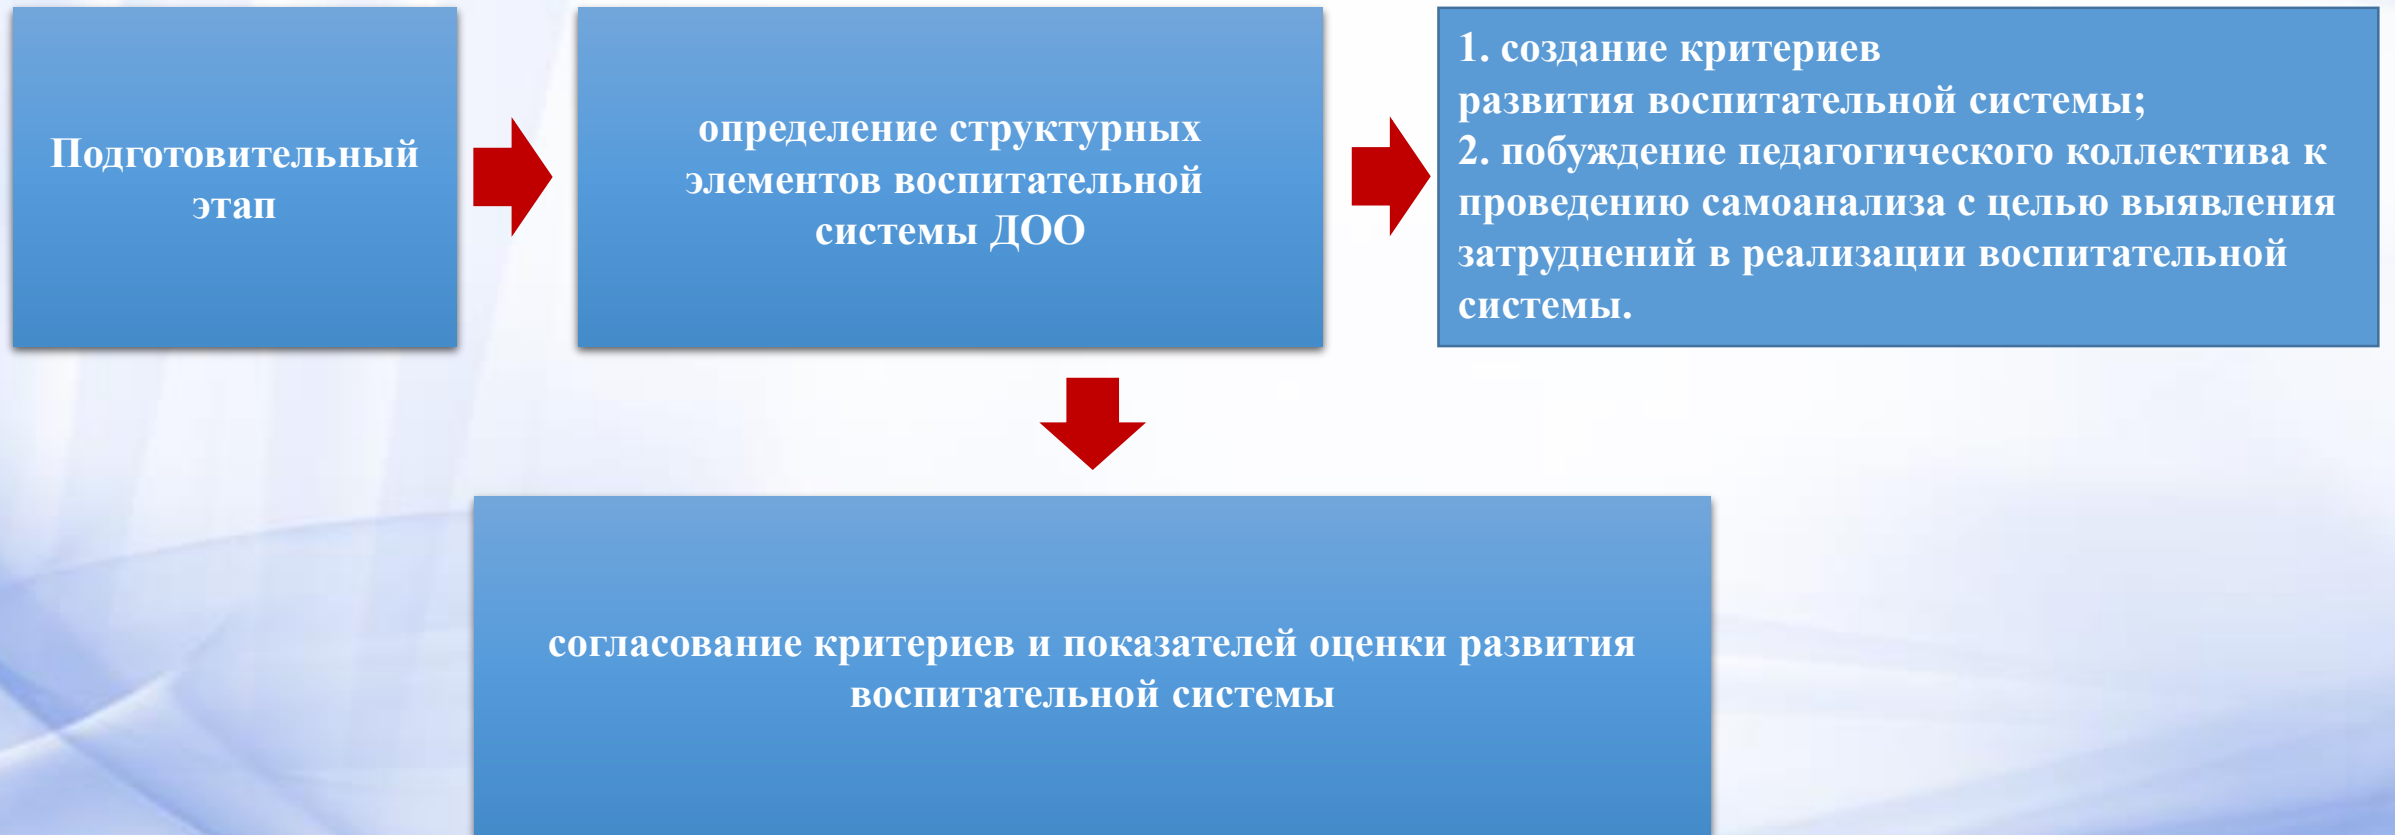 Подготовительный
этап
определение структурных
элементов воспитательной
системы ДОО
1. создание критериев
развития воспитательной системы;
2. побуждение педагогического коллектива к
проведению самоанализа с целью выявления
затруднений в реализации воспитательной
системы.
согласование критериев и показателей оценки развития
воспитательной системы